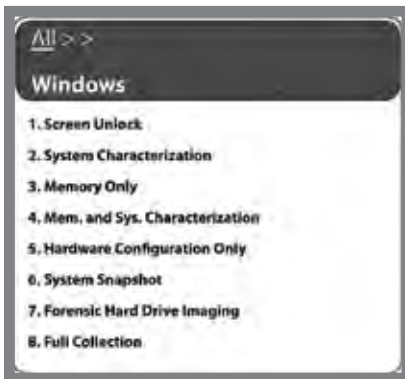 All > >
Windows
1. Screen Unlock
2. System Characterization
3. Memory Only
4. Mem. and Sys. Characterization
5. Hardware Configuration Only
6. System Snapshot
7. Forensic Hard Drive Imaging
8. Full Collection